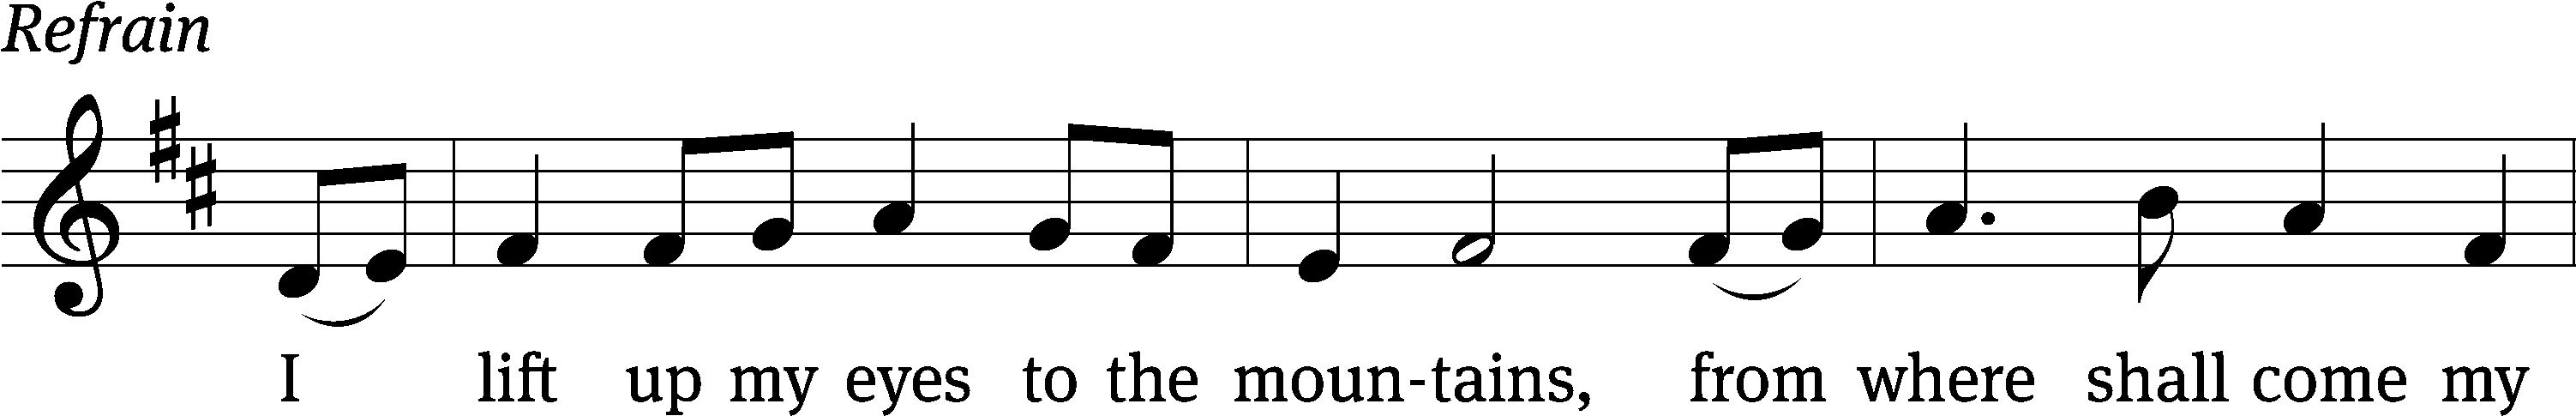 Refrain
I lift up my eyes to the moun-tains, from where shall come my